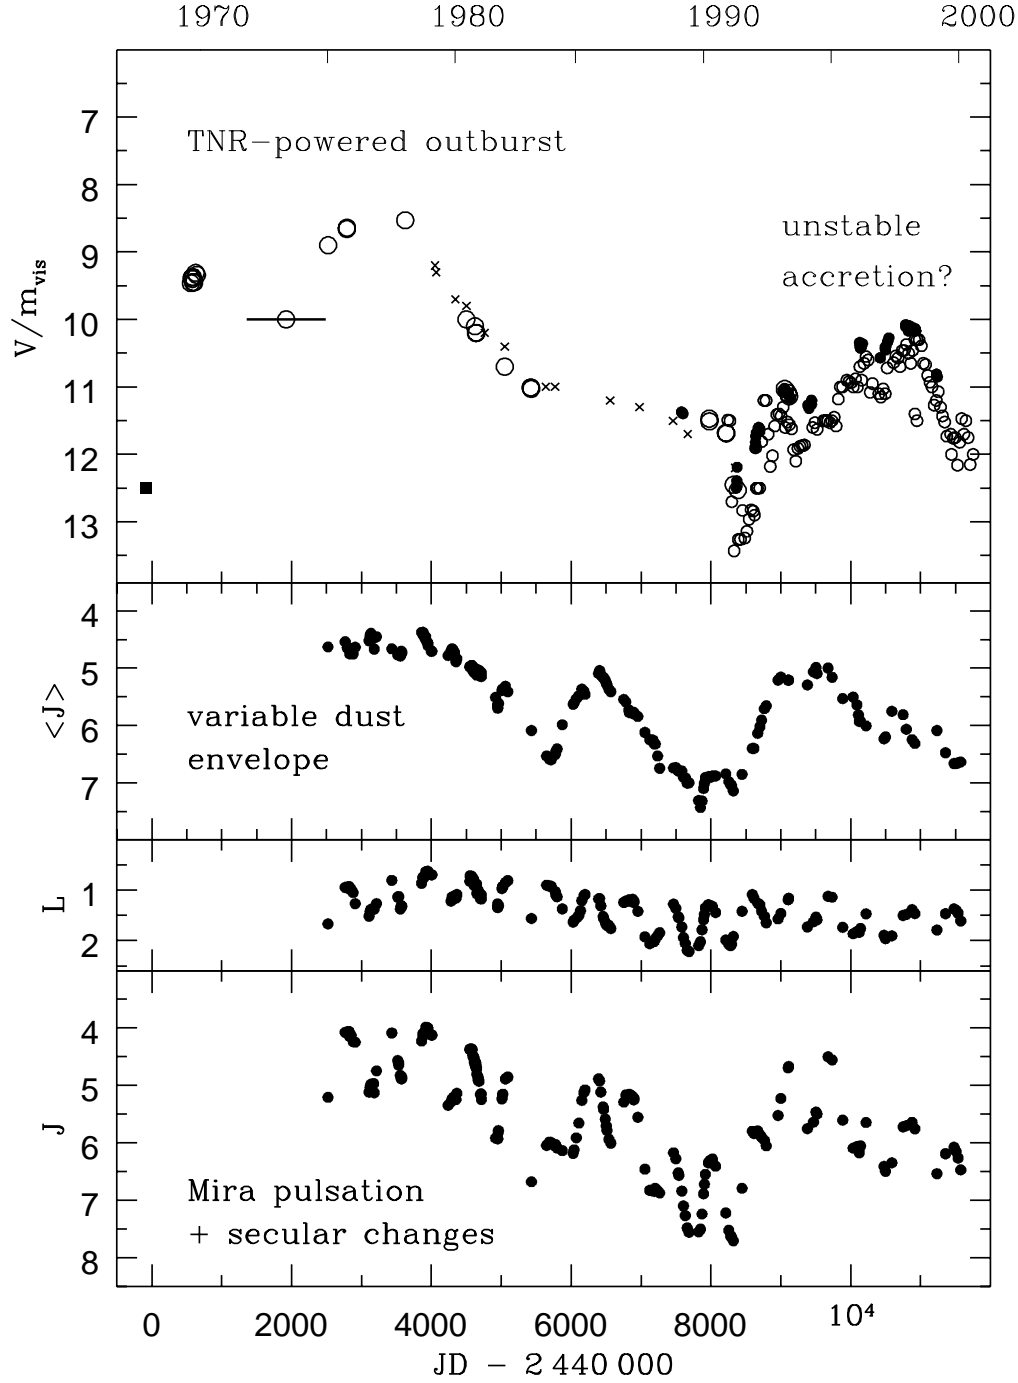 1970 1980 1990 2000
7
TNR-powered outburst
8
unstable
9
accretion?
V/m_vis
10
11
12
13
4
5
<J>
variable dust
6
envelope
7
1
L
2
4
5
J
6
Mira pulsation
7
+ secular changes
8
0 2000 4000 6000 8000 10⁴
JD - 2 440 000